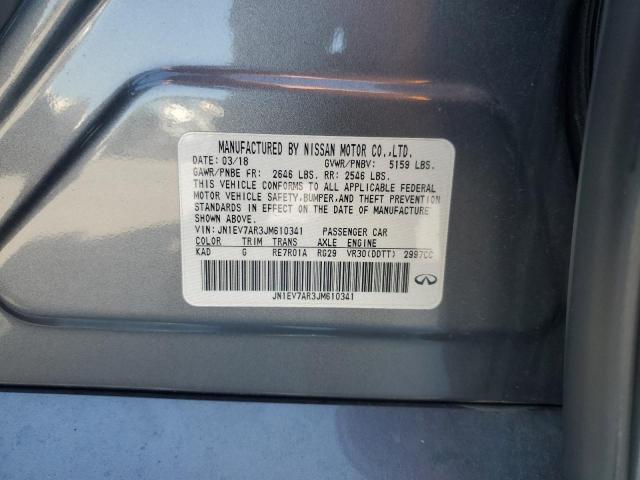 MANUFACTURED BY NISSAN MOTOR CO.,LTD.
DATE: 03/18 GVWR/PNBV: 5159 LBS.
GAWR/PNBE FR: 2646 LBS. RR: 2546 LBS.
THIS VEHICLE CONFORMS TO ALL APPLICABLE FEDERAL
MOTOR VEHICLE SAFETY,BUMPER,AND THEFT PREVENTION
STANDARDS IN EFFECT ON THE DATE OF MANUFACTURE
SHOWN ABOVE.
VIN: JN1EV7AR3JM610341 PASSENGER CAR
COLOR TRIM TRANS AXLE ENGINE
KAD G RE7R01A RG29 VR30(DDTT) 2997CC
JN1EV7AR3JM610341